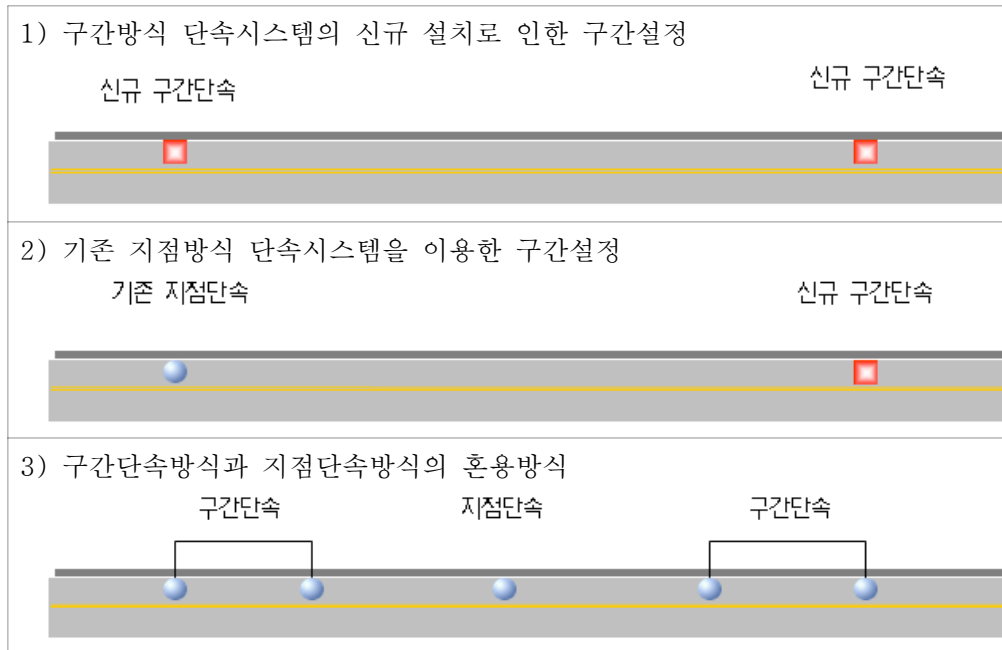 1) 구간방식 단속시스템의 신규 설치로 인한 구간설정
신규 구간단속
신규 구간단속
2) 기존 지점방식 단속시스템을 이용한 구간설정
기존 지점단속
신규 구간단속
3) 구간단속방식과 지점단속방식의 혼용방식
구간단속
지점단속
구간단속